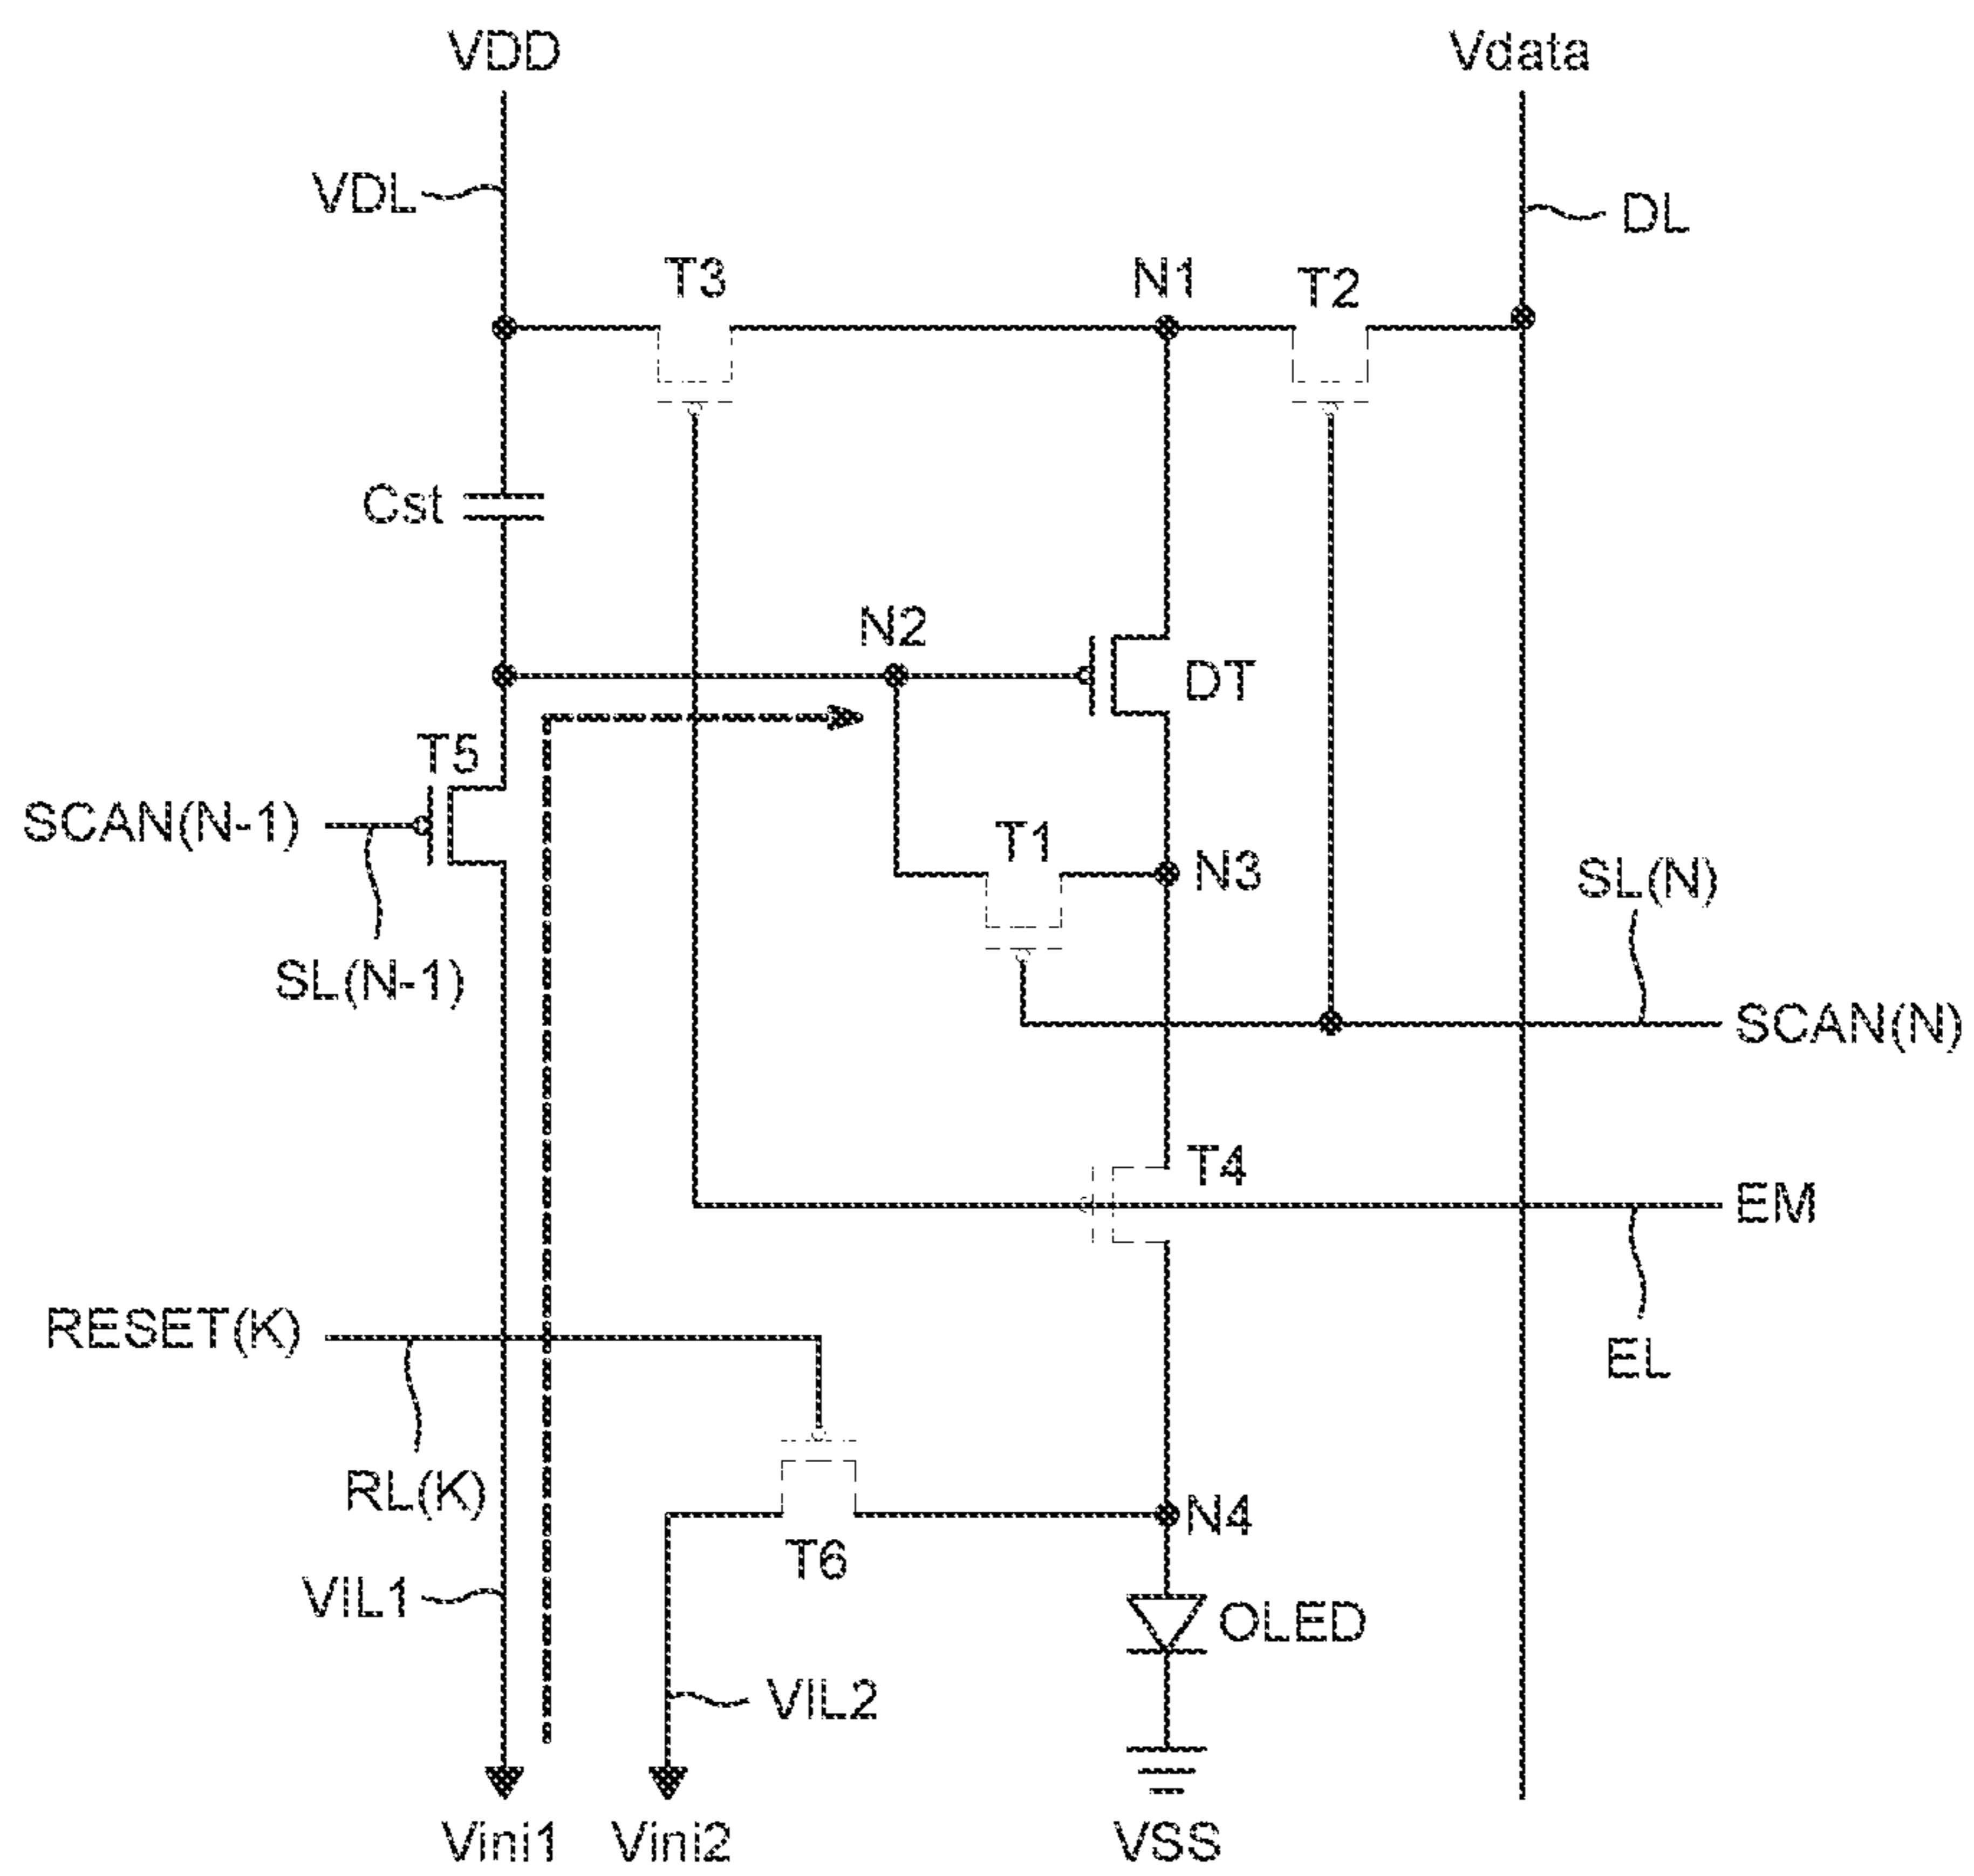 VDD
Vdata
VDL
DL
T3
N1
T2
Cst
N2
DT
T5
SCAN(N-1)
T1
N3
SL(N)
SL(N-1)
SCAN(N)
T4
EM
RESET(K)
EL
RL(K)
N4
T6
VIL1
OLED
VIL2
Vini1
Vini2
VSS